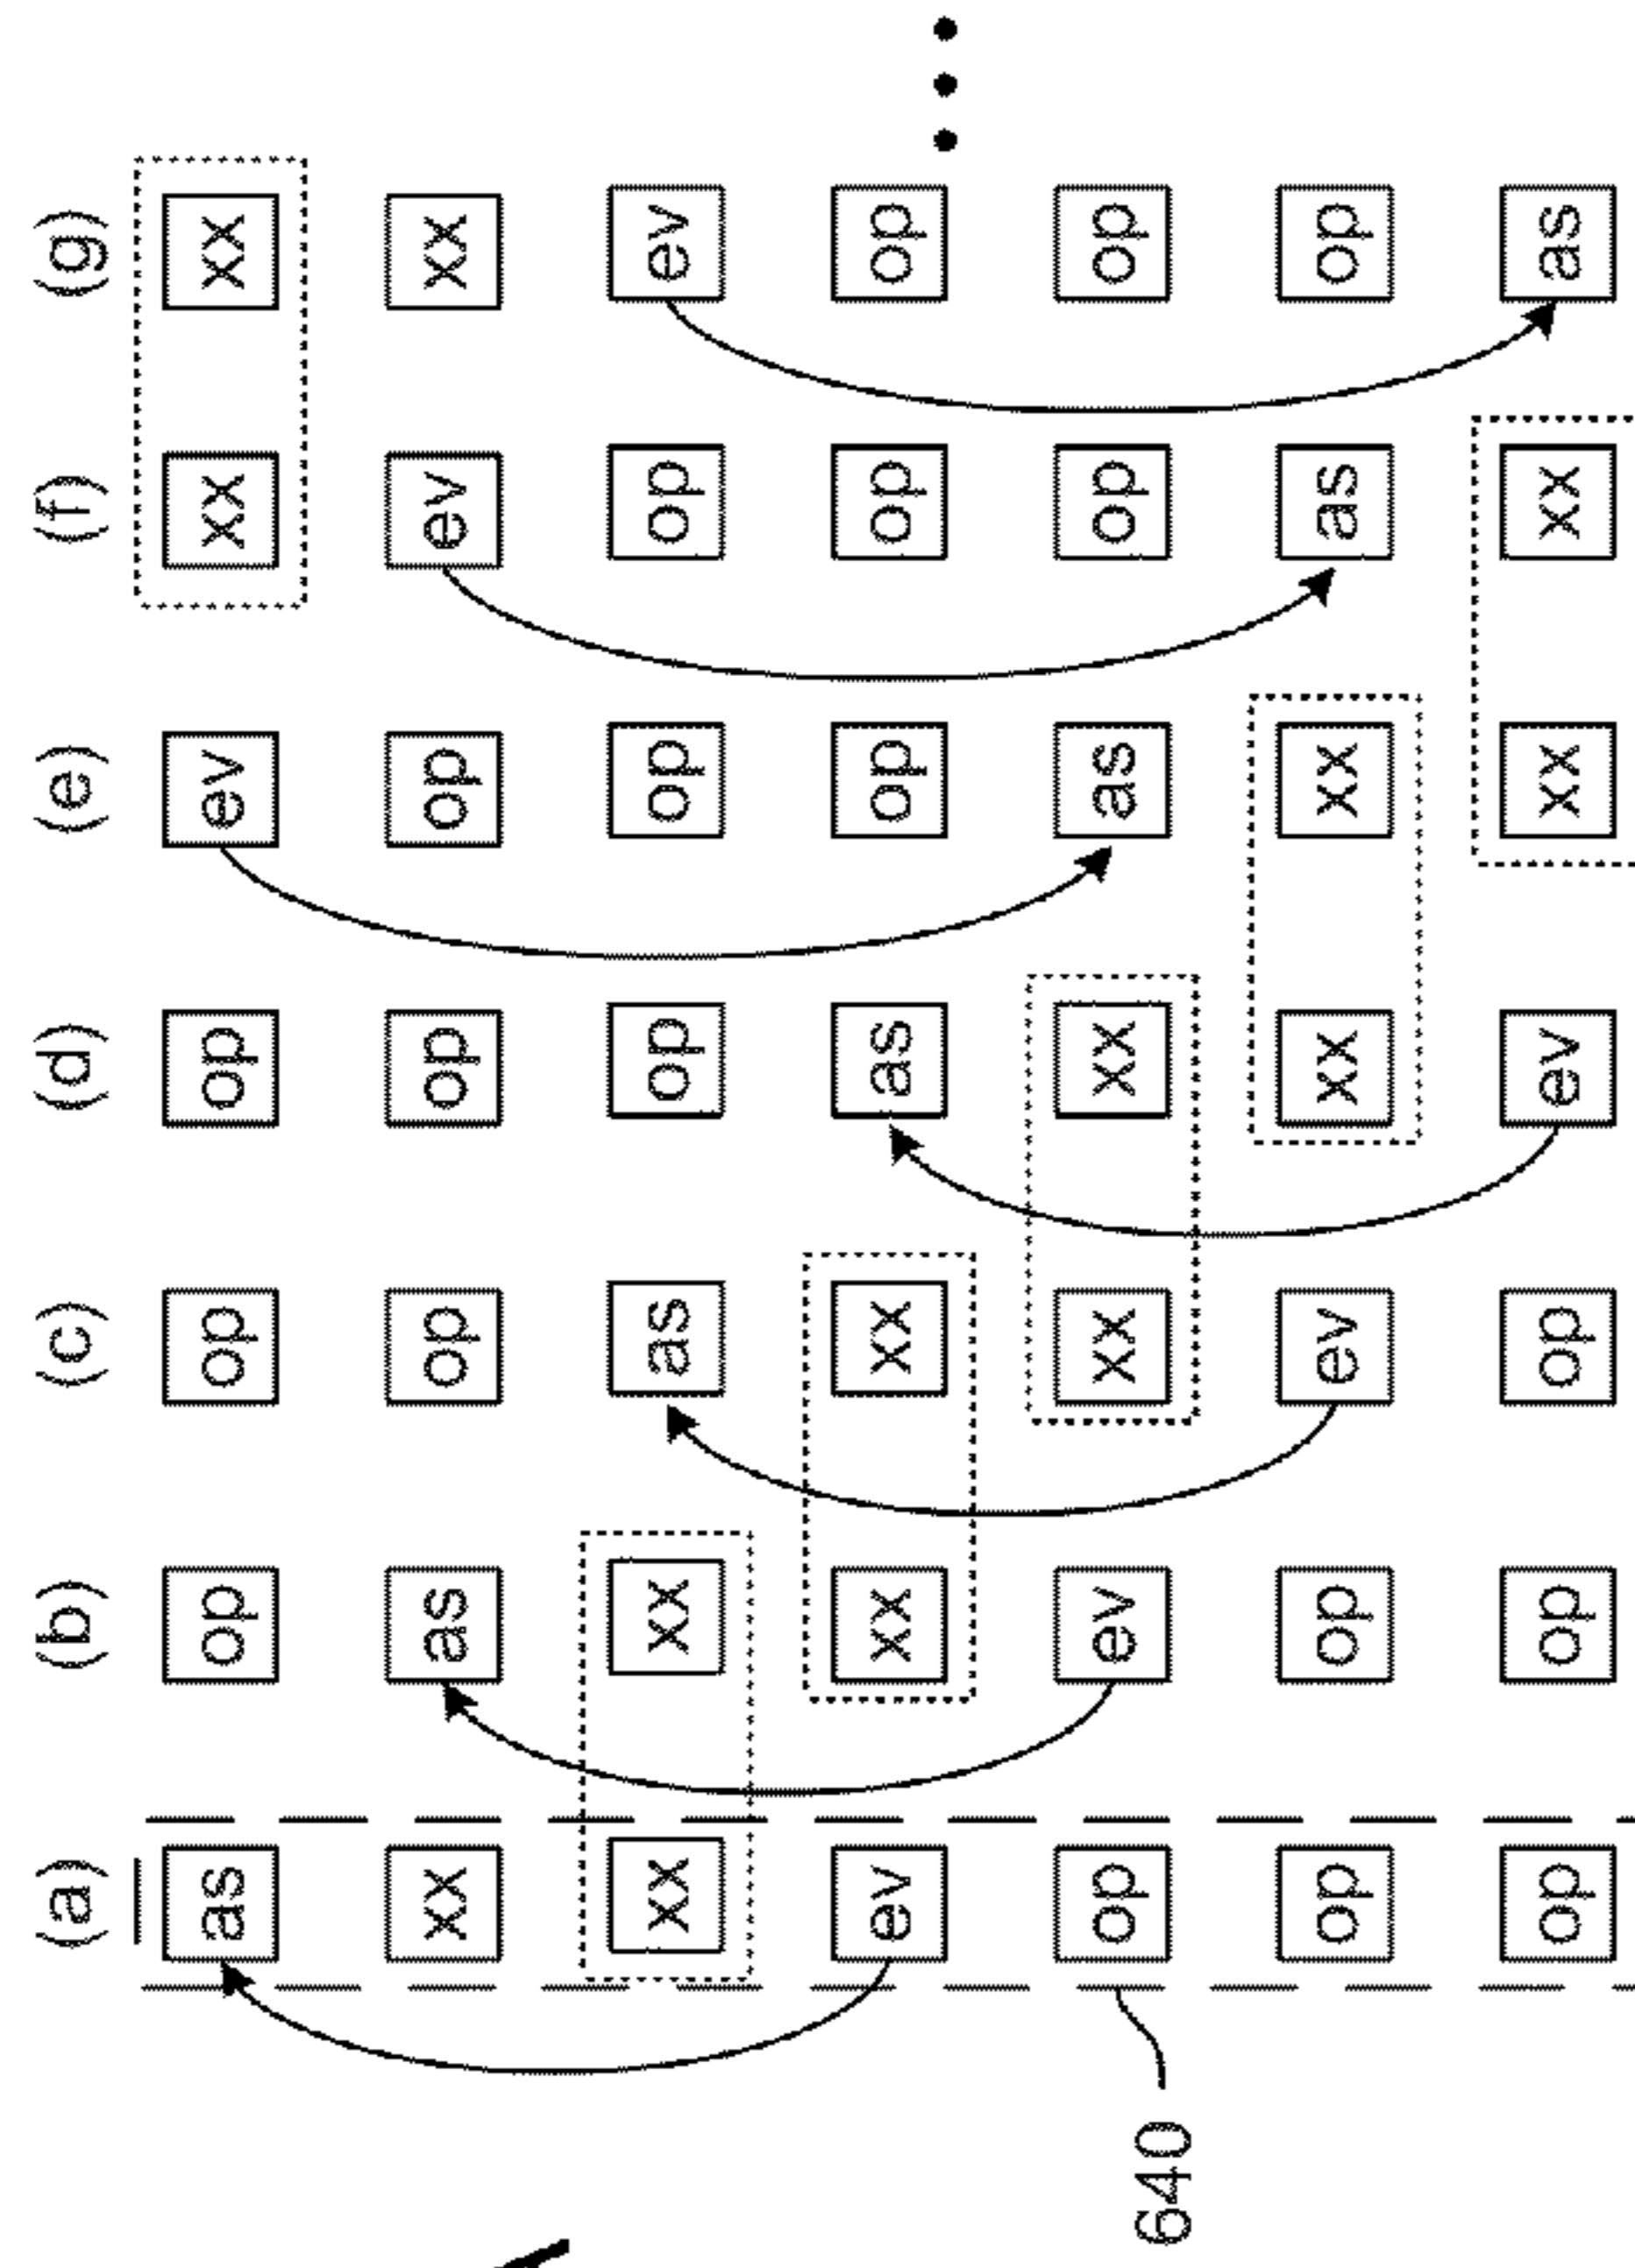 (a) (b) (c) (d) (e) (f) (g)
as op op op ev xx xx
xx as op op op ev xx
xx xx as op op op ev
ev xx xx as op op op
op ev xx xx as op op
640
op op ev xx xx as op
op op op ev xx xx as